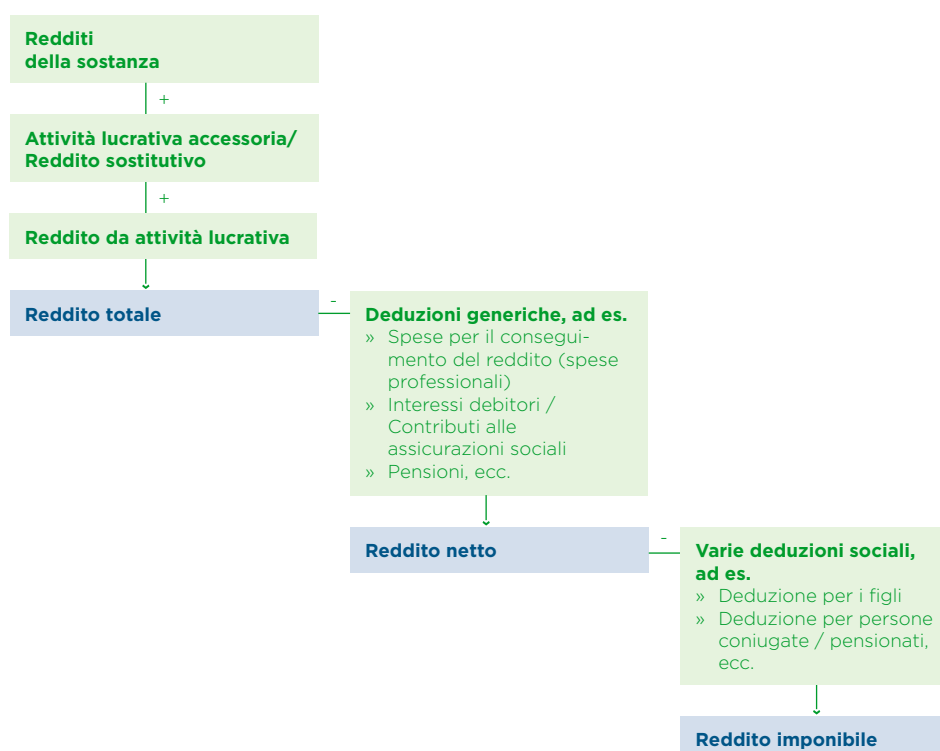 Redditi
della sostanza
+
Attività lucrativa accessoria/
Reddito sostitutivo
+
Reddito da attività lucrativa
Reddito totale
-
Deduzioni generiche, ad es.
» Spese per il consegui-
mento del reddito (spese
professionali)
» Interessi debitori /
Contributi alle
assicurazioni sociali
» Pensioni, ecc.
Reddito netto
-
Varie deduzioni sociali,
ad es.
» Deduzione per i figli
» Deduzione per persone
coniugate / pensionati,
ecc.
Reddito imponibile